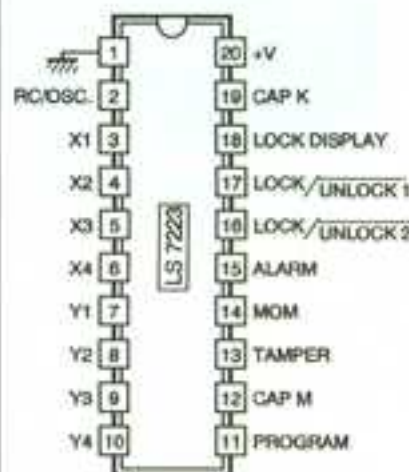 1 20 +V
RC/OSC. 2 19 CAP K
X1 3 18 LOCK DISPLAY
X2 4 17 LOCK/UNLOCK 1
X3 5 16 LOCK/UNLOCK 2
X4 6 15 ALARM
Y1 7 14 MOM
Y2 8 13 TAMPER
Y3 9 12 CAP M
Y4 10 11 PROGRAM
LS 7223